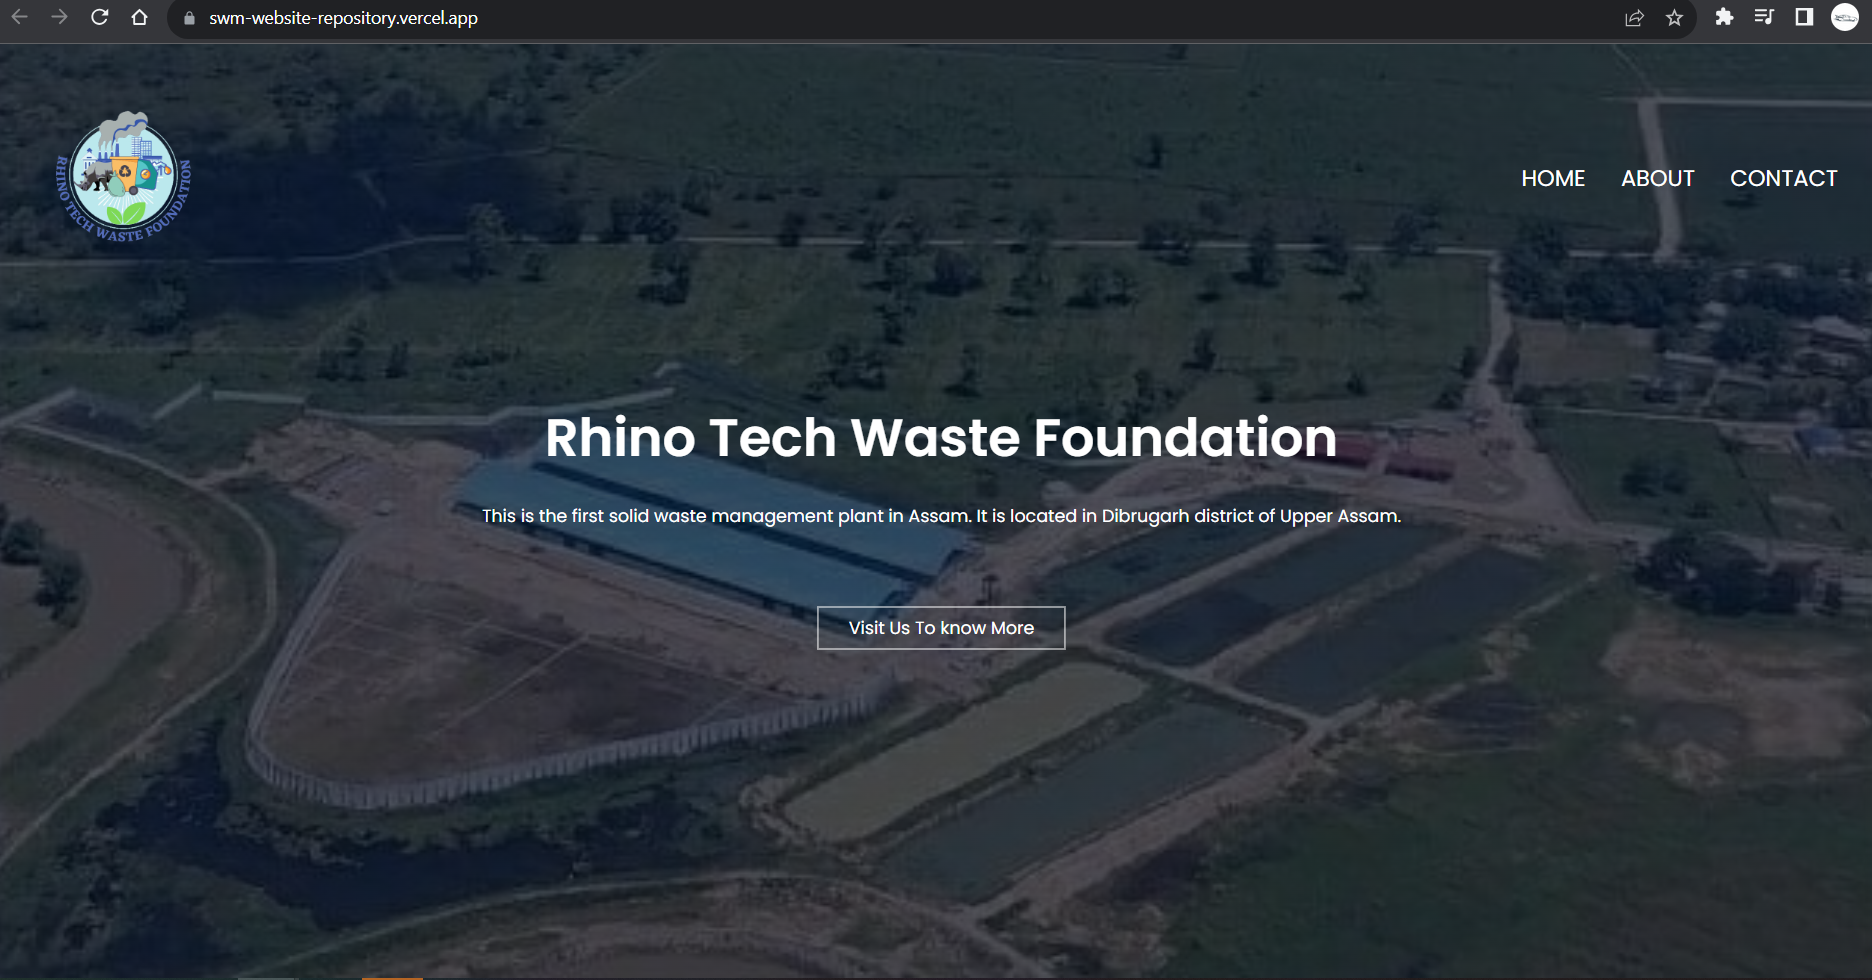 swm-website-repository.vercel.app
RHINO TECH WASTE FOUNDATION
HOME ABOUT CONTACT
Rhino Tech Waste Foundation
This is the first solid waste management plant in Assam. It is located in Dibrugarh district of Upper Assam.
Visit Us To know More